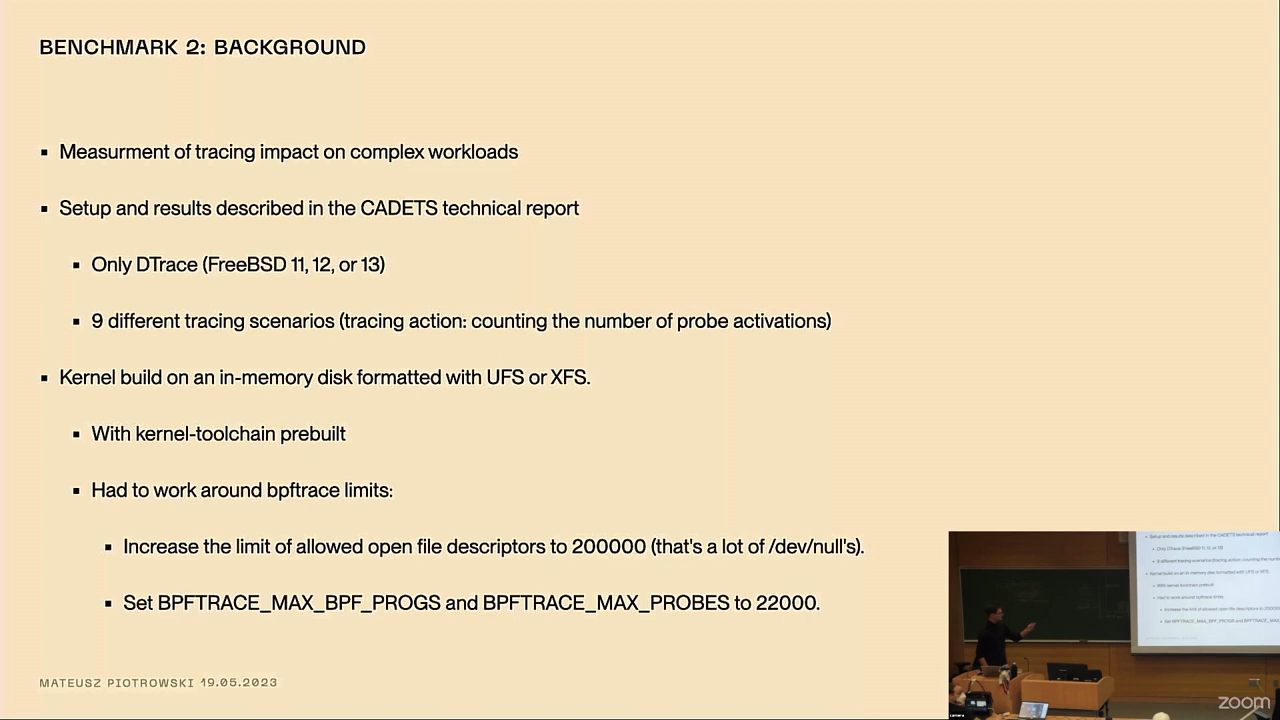 BENCHMARK 2: BACKGROUND
▪ Measurment of tracing impact on complex workloads
▪ Setup and results described in the CADETS technical report
▪ Only DTrace (FreeBSD 11, 12, or 13)
▪ 9 different tracing scenarios (tracing action: counting the number of probe activations)
▪ Kernel build on an in-memory disk formatted with UFS or XFS.
▪ With kernel-toolchain prebuilt
▪ Had to work around bpftrace limits:
▪ Increase the limit of allowed open file descriptors to 200000 (that's a lot of /dev/null's).
▪ Set BPFTRACE_MAX_BPF_PROGS and BPFTRACE_MAX_PROBES to 22000.
MATEUSZ PIOTROWSKI 19.05.2023
zoom